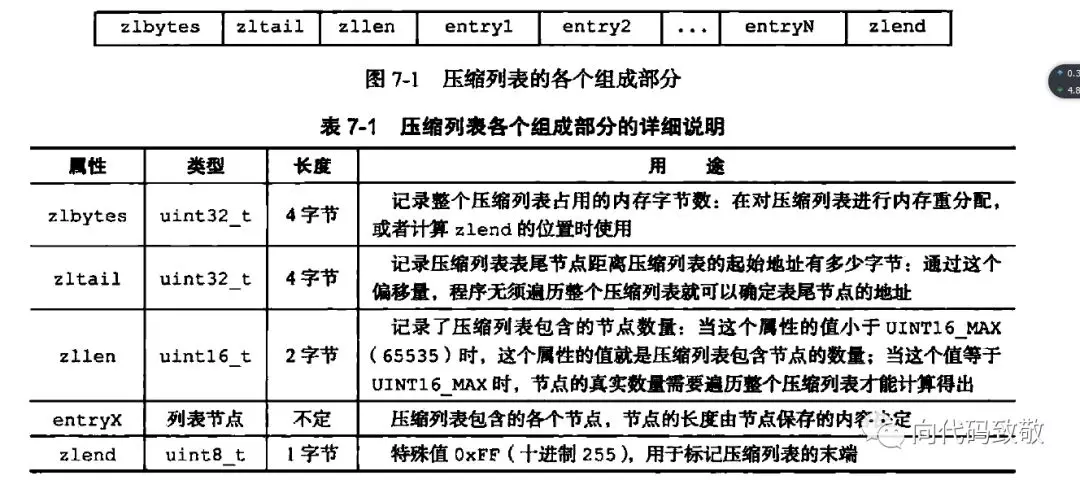 zlbytes zltail zllen entry1 entry2 ... entryN zlend
图 7-1 压缩列表的各个组成部分
表 7-1 压缩列表各个组成部分的详细说明
属性 类型 长度 用 途
zlbytes uint32_t 4 字节 记录整个压缩列表占用的内存字节数：在对压缩列表进行内存重分配，
或者计算 zlend 的位置时使用
zltail uint32_t 4 字节 记录压缩列表表尾节点距离压缩列表的起始地址有多少字节：通过这个
偏移量，程序无须遍历整个压缩列表就可以确定表尾节点的地址
zllen uint16_t 2 字节 记录了压缩列表包含的节点数量：当这个属性的值小于 UINT16_MAX
（65535）时，这个属性的值就是压缩列表包含节点的数量；当这个值等于
UINT16_MAX 时，节点的真实数量需要遍历整个压缩列表才能计算得出
entryX 列表节点 不定 压缩列表包含的各个节点，节点的长度由节点保存的内容 定
向代码致敬
zlend uint8_t 1 字节 特殊值 0xFF（十进制 255），用于标记压缩列表的末端
0.3
4.8